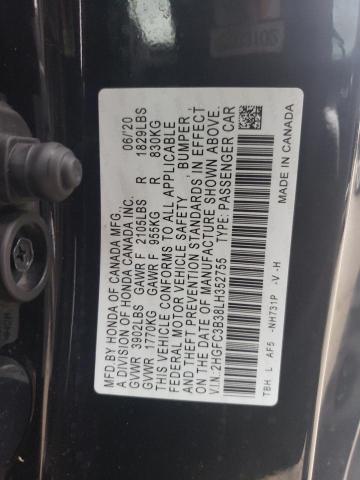 MFD.BY HONDA OF CANADA MFG.,
A DIVISION OF HONDA CANADA INC. 06/'20
GVWR 3902LBS GAWR F 2105LBS R 1829LBS
GVWR 1770KG GAWR F 955KG R 830KG
THIS VEHICLE CONFORMS TO ALL APPLICABLE
FEDERAL MOTOR VEHICLE SAFETY, BUMPER,
AND THEFT PREVENTION STANDARDS IN EFFECT
ON THE DATE OF MANUFACTURE SHOWN ABOVE.
V.I.N.:2HGFC3B38LH352755 TYPE:PASSENGER CAR
TBH L AF5 -NH731P -V -H
MADE IN CANADA